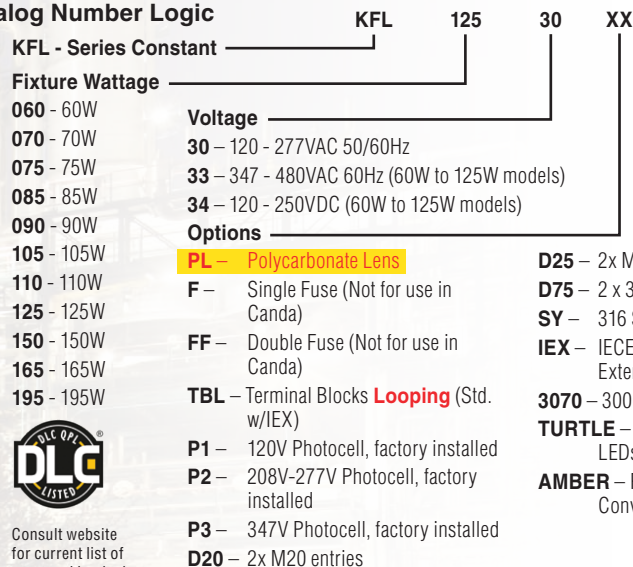 alog Number Logic
KFL 125 30 XX
KFL - Series Constant
Fixture Wattage
060 - 60W
070 - 70W
075 - 75W
085 - 85W
090 - 90W
105 - 105W
110 - 110W
125 - 125W
150 - 150W
165 - 165W
195 - 195W
DLC QPL
®
DLC
LISTED
Consult website
for current list of
Voltage
30 – 120 - 277VAC 50/60Hz
33 – 347 - 480VAC 60Hz (60W to 125W models)
34 – 120 - 250VDC (60W to 125W models)
Options
PL – Polycarbonate Lens
F – Single Fuse (Not for use in
Canda)
FF – Double Fuse (Not for use in
Canda)
TBL – Terminal Blocks Looping (Std.
w/IEX)
P1 – 120V Photocell, factory installed
P2 – 208V-277V Photocell, factory
installed
P3 – 347V Photocell, factory installed
D20 – 2x M20 entries
D25 – 2x M
D75 – 2 x 3
SY – 316
IEX – IECE
Exter
3070 – 300
TURTLE –
LEDs
AMBER –
Conv